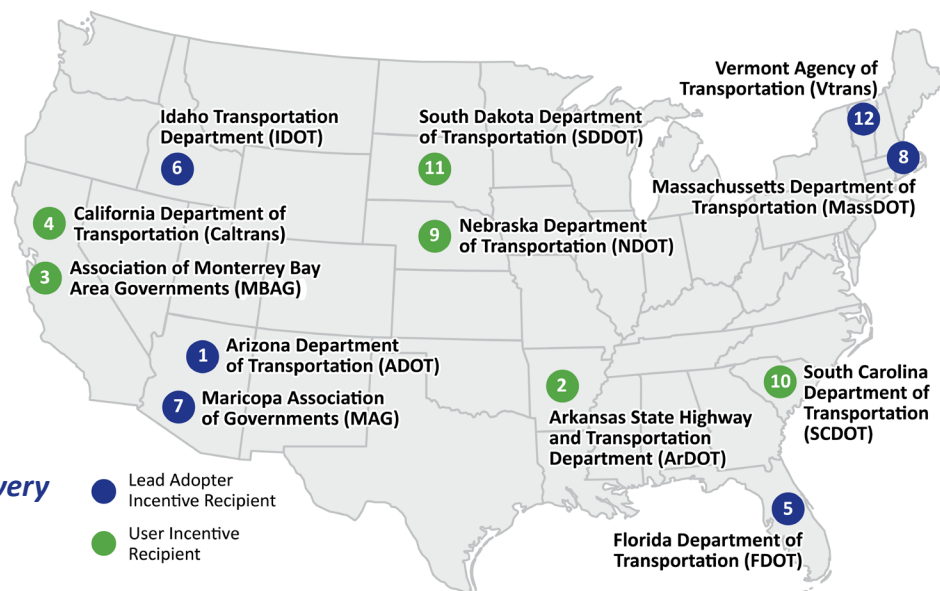 Vermont Agency of
Transportation (Vtrans)
12
Idaho Transportation
Department (IDOT)
6
South Dakota Department
of Transportation (SDDOT)
11
8
Massachussetts Department of
Transportation (MassDOT)
4
California Department of
Transportation (Caltrans)
9
Nebraska Department
of Transportation (NDOT)
3
Association of Monterrey Bay
Area Governments (MBAG)
1
Arizona Department
of Transportation (ADOT)
7
Maricopa Association
of Governments (MAG)
2
Arkansas State Highway
and Transportation
Department (ArDOT)
10
South Carolina
Department of
Transportation
(SCDOT)
very
Lead Adopter
Incentive Recipient
User Incentive
Recipient
5
Florida Department of
Transportation (FDOT)